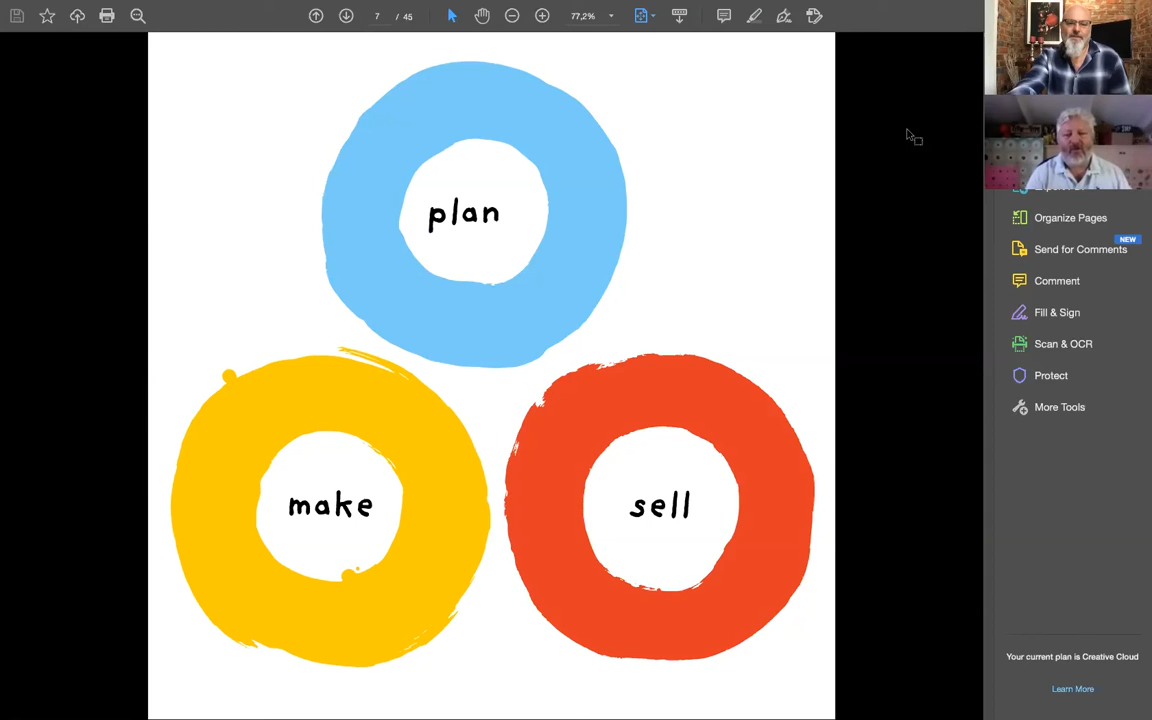 7 / 45
77,2%
plan
make
sell
Organize Pages
NEW
Send for Comments
Comment
Fill & Sign
Scan & OCR
Protect
More Tools
Your current plan is Creative Cloud
Learn More